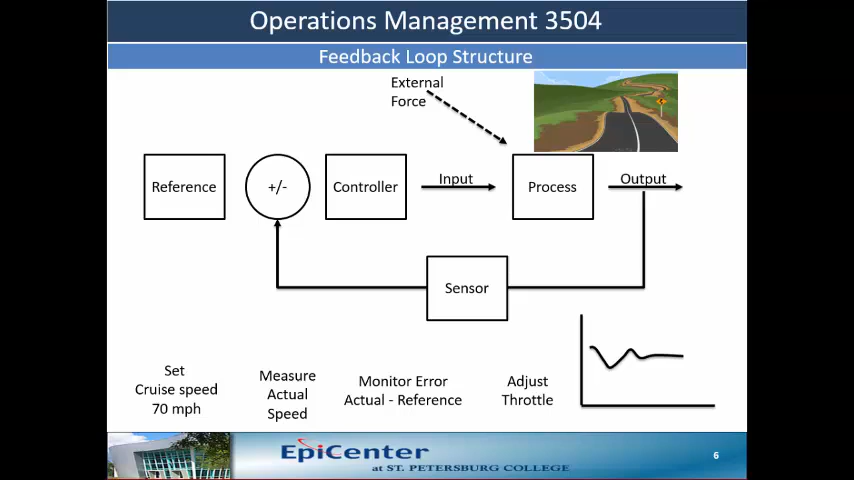 Operations Management 3504
Feedback Loop Structure
External
Force
Reference
+/-
Controller
Input
Process
Output
Sensor
Set
Cruise speed
70 mph
Measure
Actual
Speed
Monitor Error
Actual - Reference
Adjust
Throttle
EpiCenter
at ST. PETERSBURG COLLEGE
6